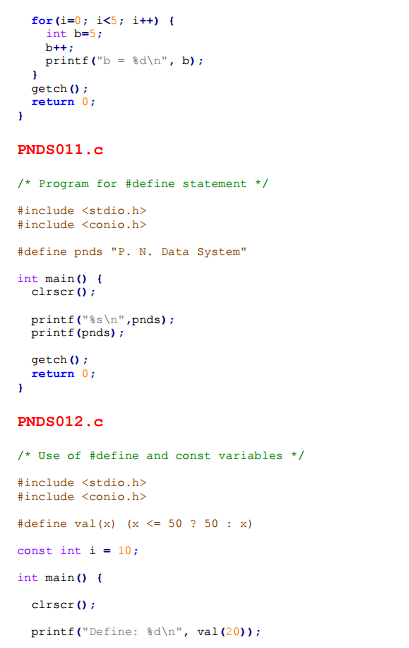 for(i=0; i<5; i++) {
int b=5;
b++;
printf("b = %d\n", b);
}
getch();
return 0;
}
PNDS011.c
/* Program for #define statement */
#include <stdio.h>
#include <conio.h>
#define pnds "P. N. Data System"
int main() {
clrscr();
printf("%s\n",pnds);
printf(pnds);
getch();
return 0;
}
PNDS012.c
/* Use of #define and const variables */
#include <stdio.h>
#include <conio.h>
#define val(x) (x <= 50 ? 50 : x)
const int i = 10;
int main() {
clrscr();
printf("Define: %d\n", val(20));